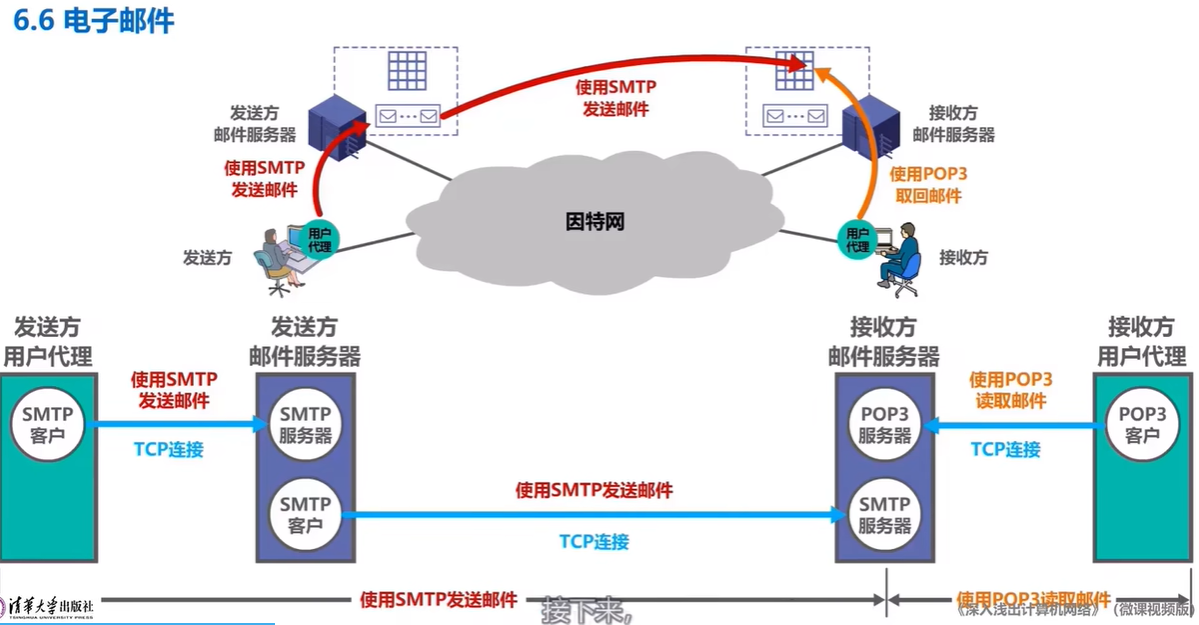 6.6 电子邮件
使用SMTP
发送邮件
发送方
邮件服务器
接收方
邮件服务器
使用SMTP
发送邮件
使用POP3
取回邮件
因特网
用户
代理
用户
代理
发送方
接收方
发送方
用户代理
发送方
邮件服务器
接收方
邮件服务器
接收方
用户代理
使用SMTP
发送邮件
使用POP3
读取邮件
SMTP
客户
SMTP
服务器
POP3
服务器
POP3
客户
TCP连接
TCP连接
使用SMTP发送邮件
SMTP
客户
SMTP
服务器
TCP连接
清华大学出版社
TSINGHUA UNIVERSITY PRESS
使用SMTP发送邮件
接下来,
使用POP3读取邮件
《深入浅出计算机网络》(微课视频版)